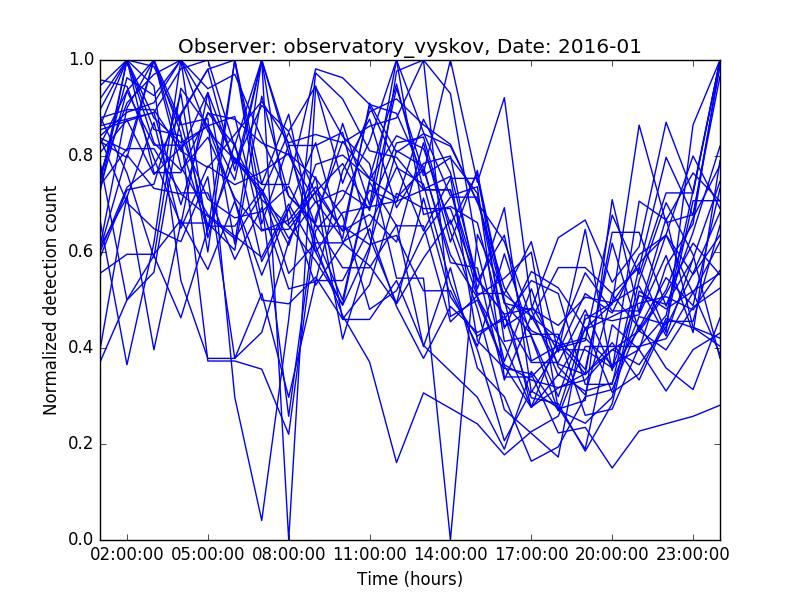 Observer: observatory_vyskov, Date: 2016-01
1.0
0.8
0.6
0.4
0.2
0.0
Normalized detection count
02:00:00 05:00:00 08:00:00 11:00:00 14:00:00 17:00:00 20:00:00 23:00:00
Time (hours)